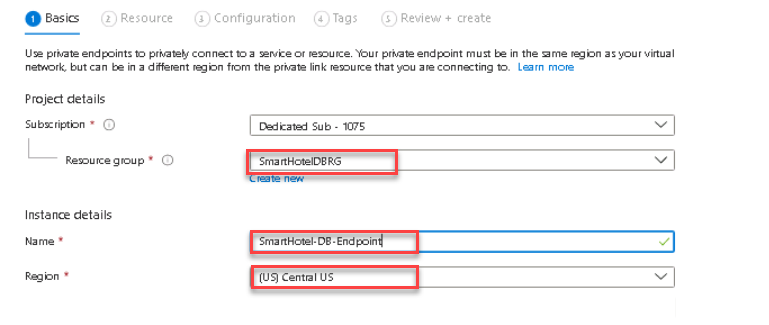 1 Basics 2 Resource 3 Configuration 4 Tags 5 Review + create
Use private endpoints to privately connect to a service or resource. Your private endpoint must be in the same region as your virtual
network, but can be in a different region from the private link resource that you are connecting to. Learn more
Project details
Subscription * Dedicated Sub - 1075
Resource group * SmartHotelDBRG
Create new
Instance details
Name * SmartHotel-DB-Endpoint
Region * (US) Central US